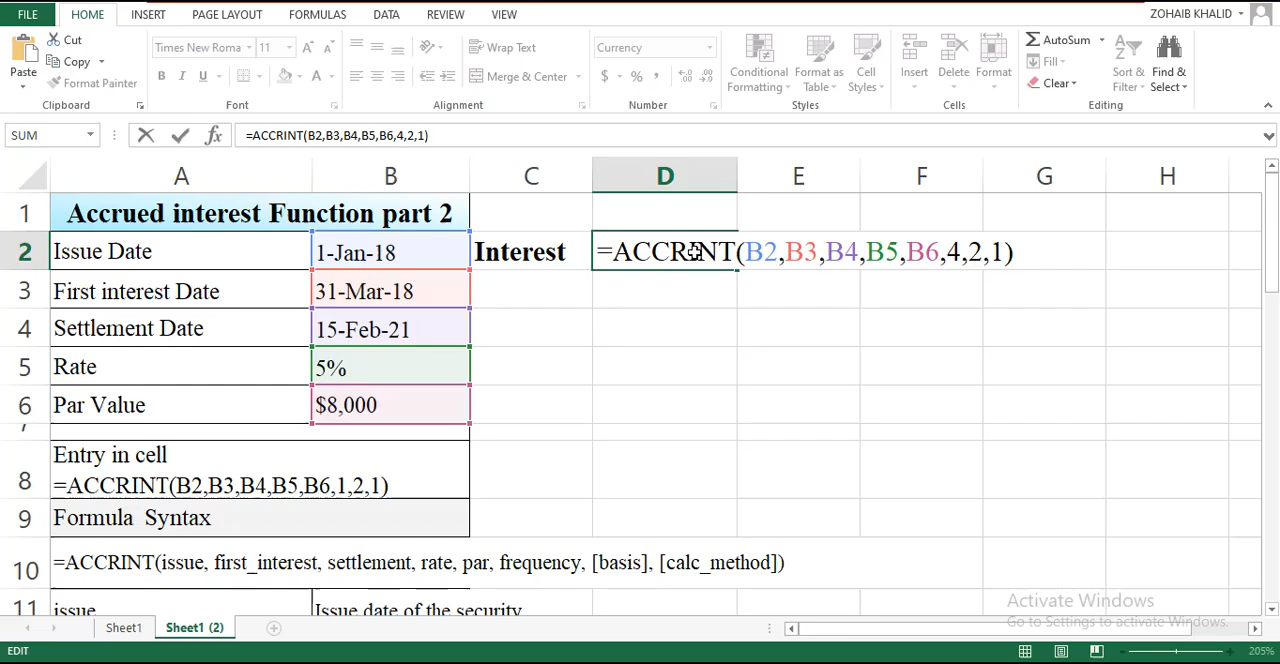 FILE HOME INSERT PAGE LAYOUT FORMULAS DATA REVIEW VIEW ZOHAIB KHALID
Paste Cut Copy Format Painter
Clipboard
Times New Roma 11 A A
B I U A
Font
Wrap Text
Merge & Center
Alignment
Currency
$ % ,
Number
Conditional Formatting
Format as Table
Cell Styles
Styles
Insert Delete Format
Cells
AutoSum
Fill
Clear
Sort & Filter
Find & Select
Editing
SUM fx =ACCRINT(B2,B3,B4,B5,B6,4,2,1)
A B C D E F G H
1 Accrued interest Function part 2
2 Issue Date 1-Jan-18 Interest =ACCRINT(B2,B3,B4,B5,B6,4,2,1)
3 First interest Date 31-Mar-18
4 Settlement Date 15-Feb-21
5 Rate 5%
6 Par Value $8,000
7
Entry in cell
8 =ACCRINT(B2,B3,B4,B5,B6,1,2,1)
9 Formula Syntax
10 =ACCRINT(issue, first_interest, settlement, rate, par, frequency, [basis], [calc_method])
11 issue Issue date of the security
Activate Windows
Go to Settings to activate Windows.
Sheet1 Sheet1 (2)
EDIT 205%